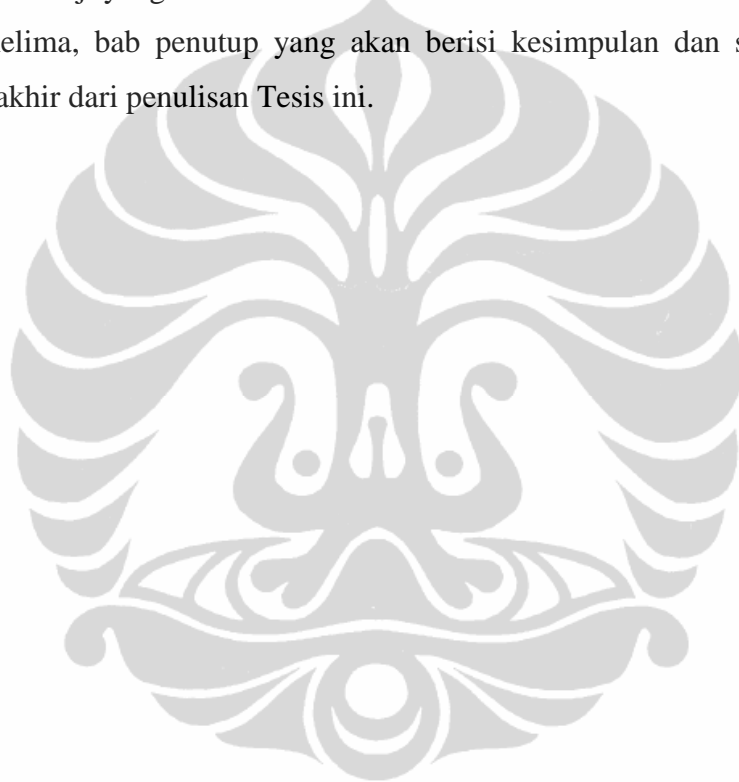 elima, bab penutup yang akan berisi kesimpulan dan s
akhir dari penulisan Tesis ini.